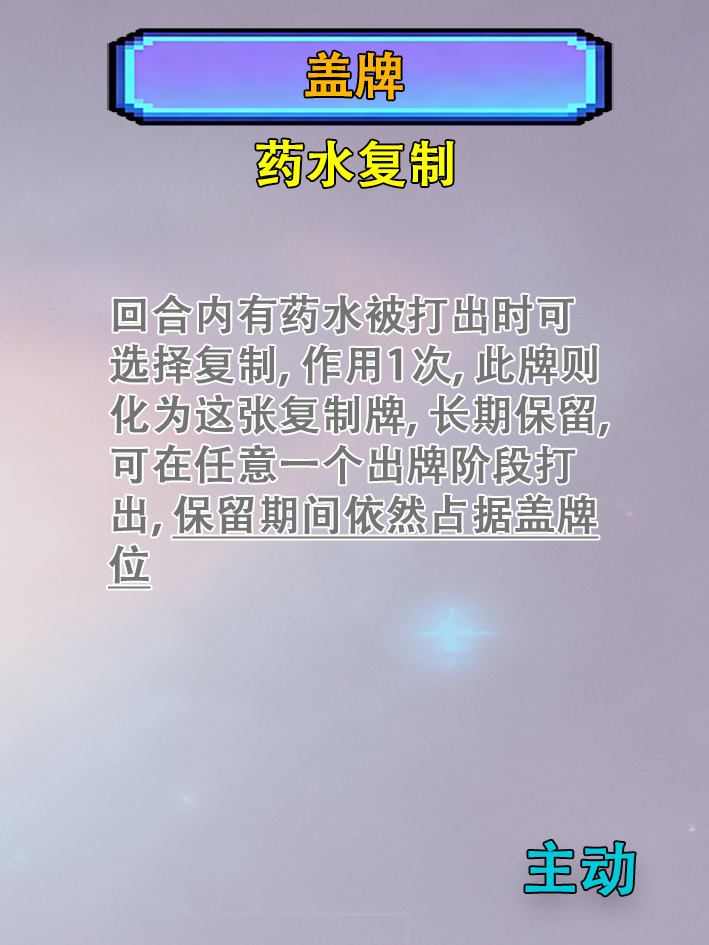 盖牌
药水复制
回合内有药水被打出时可
选择复制, 作用1次, 此牌则
化为这张复制牌, 长期保留,
可在任意一个出牌阶段打
出, 保留期间依然占据盖牌
位
主动